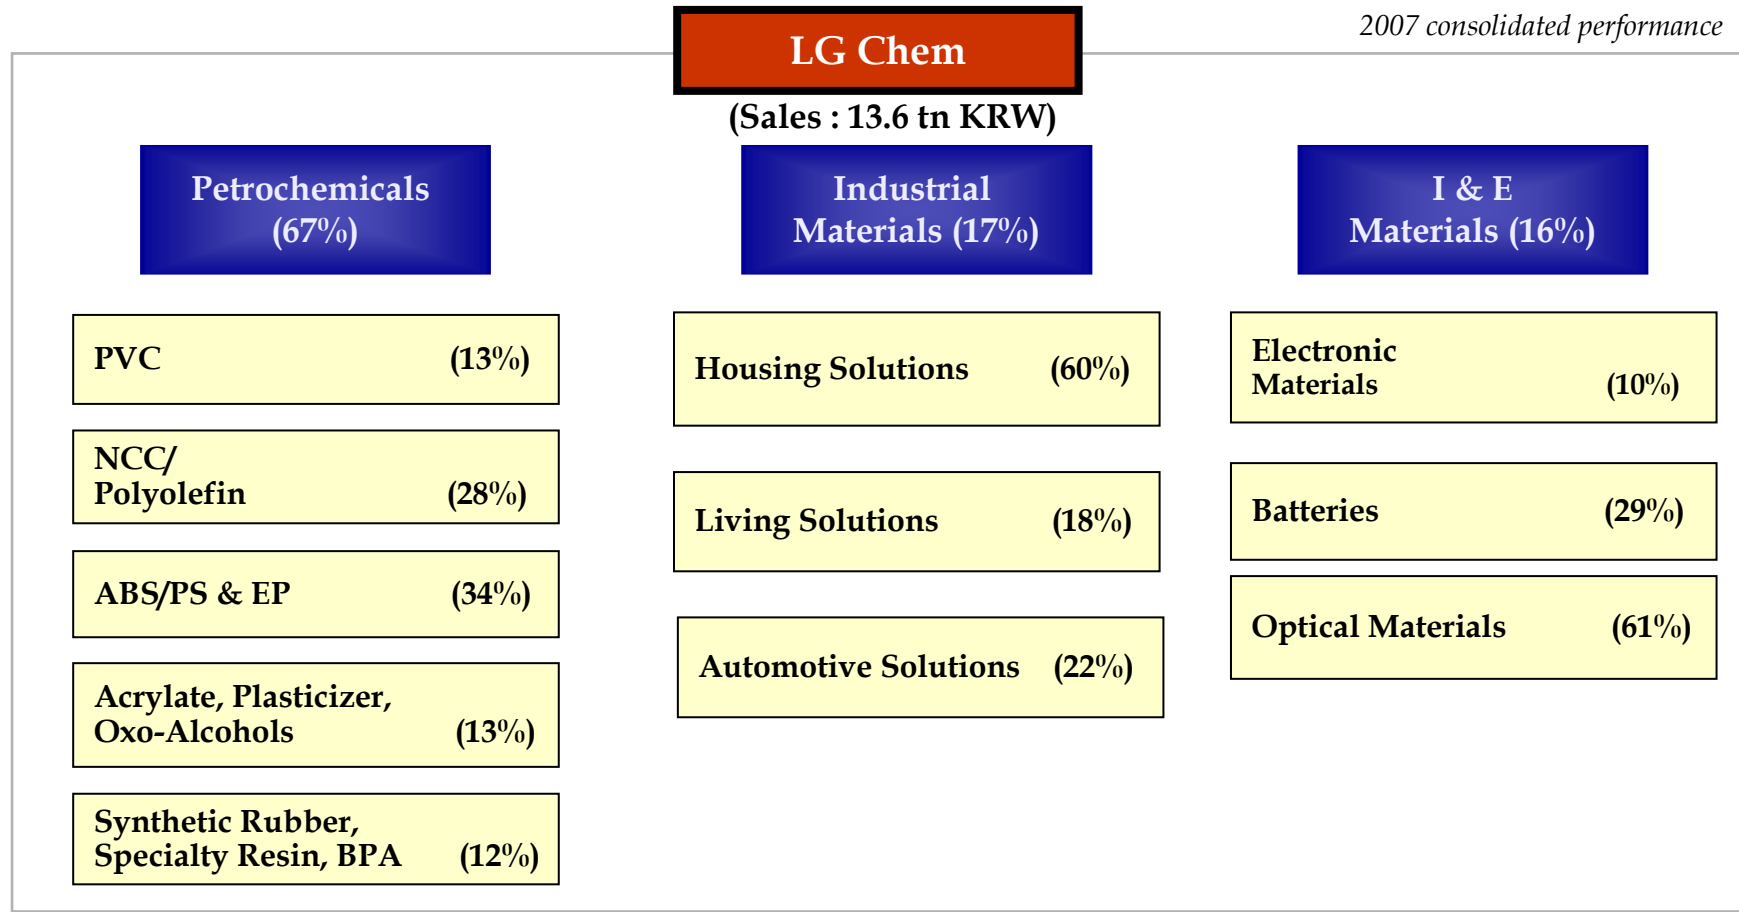 2007 consolidated performance
LG Chem
(Sales : 13.6 tn KRW)
Petrochemicals
(67%)
PVC (13%)
NCC/
Polyolefin (28%)
ABS/PS & EP (34%)
Acrylate, Plasticizer,
Oxo-Alcohols (13%)
Synthetic Rubber,
Specialty Resin, BPA (12%)
Industrial
Materials (17%)
Housing Solutions (60%)
Living Solutions (18%)
Automotive Solutions (22%)
I & E
Materials (16%)
Electronic
Materials (10%)
Batteries (29%)
Optical Materials (61%)